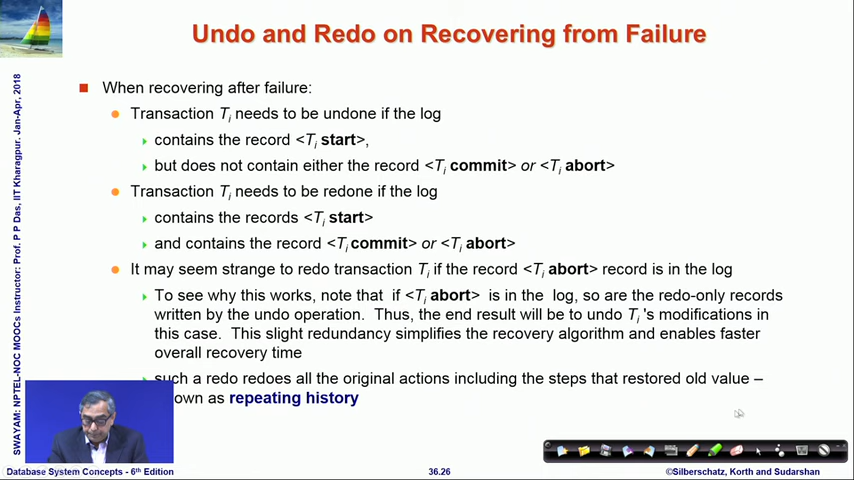 Undo and Redo on Recovering from Failure
When recovering after failure:
Transaction Ti needs to be undone if the log
contains the record <Ti start>,
but does not contain either the record <Ti commit> or <Ti abort>
Transaction Ti needs to be redone if the log
contains the records <Ti start>
and contains the record <Ti commit> or <Ti abort>
It may seem strange to redo transaction Ti if the record <Ti abort> record is in the log
To see why this works, note that if <Ti abort> is in the log, so are the redo-only records
written by the undo operation. Thus, the end result will be to undo Ti 's modifications in
this case. This slight redundancy simplifies the recovery algorithm and enables faster
overall recovery time
such a redo redoes all the original actions including the steps that restored old value –
own as repeating history
SWAYAM: NPTEL-NOC MOOCs Instructor: Prof. P P Das, IIT Kharagpur. Jan-Apr, 2018
Database System Concepts - 6th Edition
36.26
©Silberschatz, Korth and Sudarshan